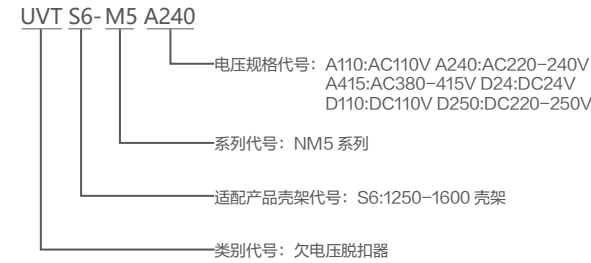 UVT S6-M5 A240
电压规格代号：A110:AC110V A240:AC220-240V
A415:AC380-415V D24:DC24V
D110:DC110V D250:DC220-250V
系列代号：NM5 系列
适配产品壳架代号：S6:1250-1600 壳架
类别代号：欠电压脱扣器